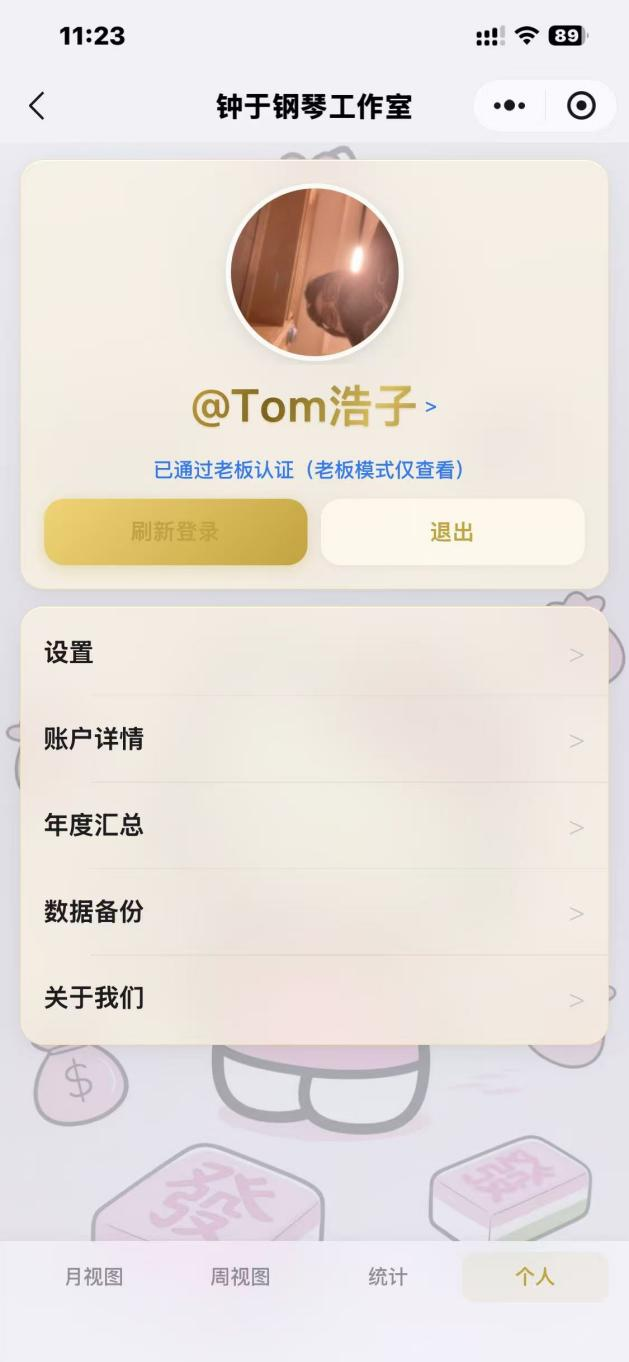 11:23
89
钟于钢琴工作室
@Tom浩子 >
已通过老板认证（老板模式仅查看）
刷新登录
退出
设置 >
账户详情 >
年度汇总 >
数据备份 >
关于我们 >
$
發
發
月视图
周视图
统计
个人